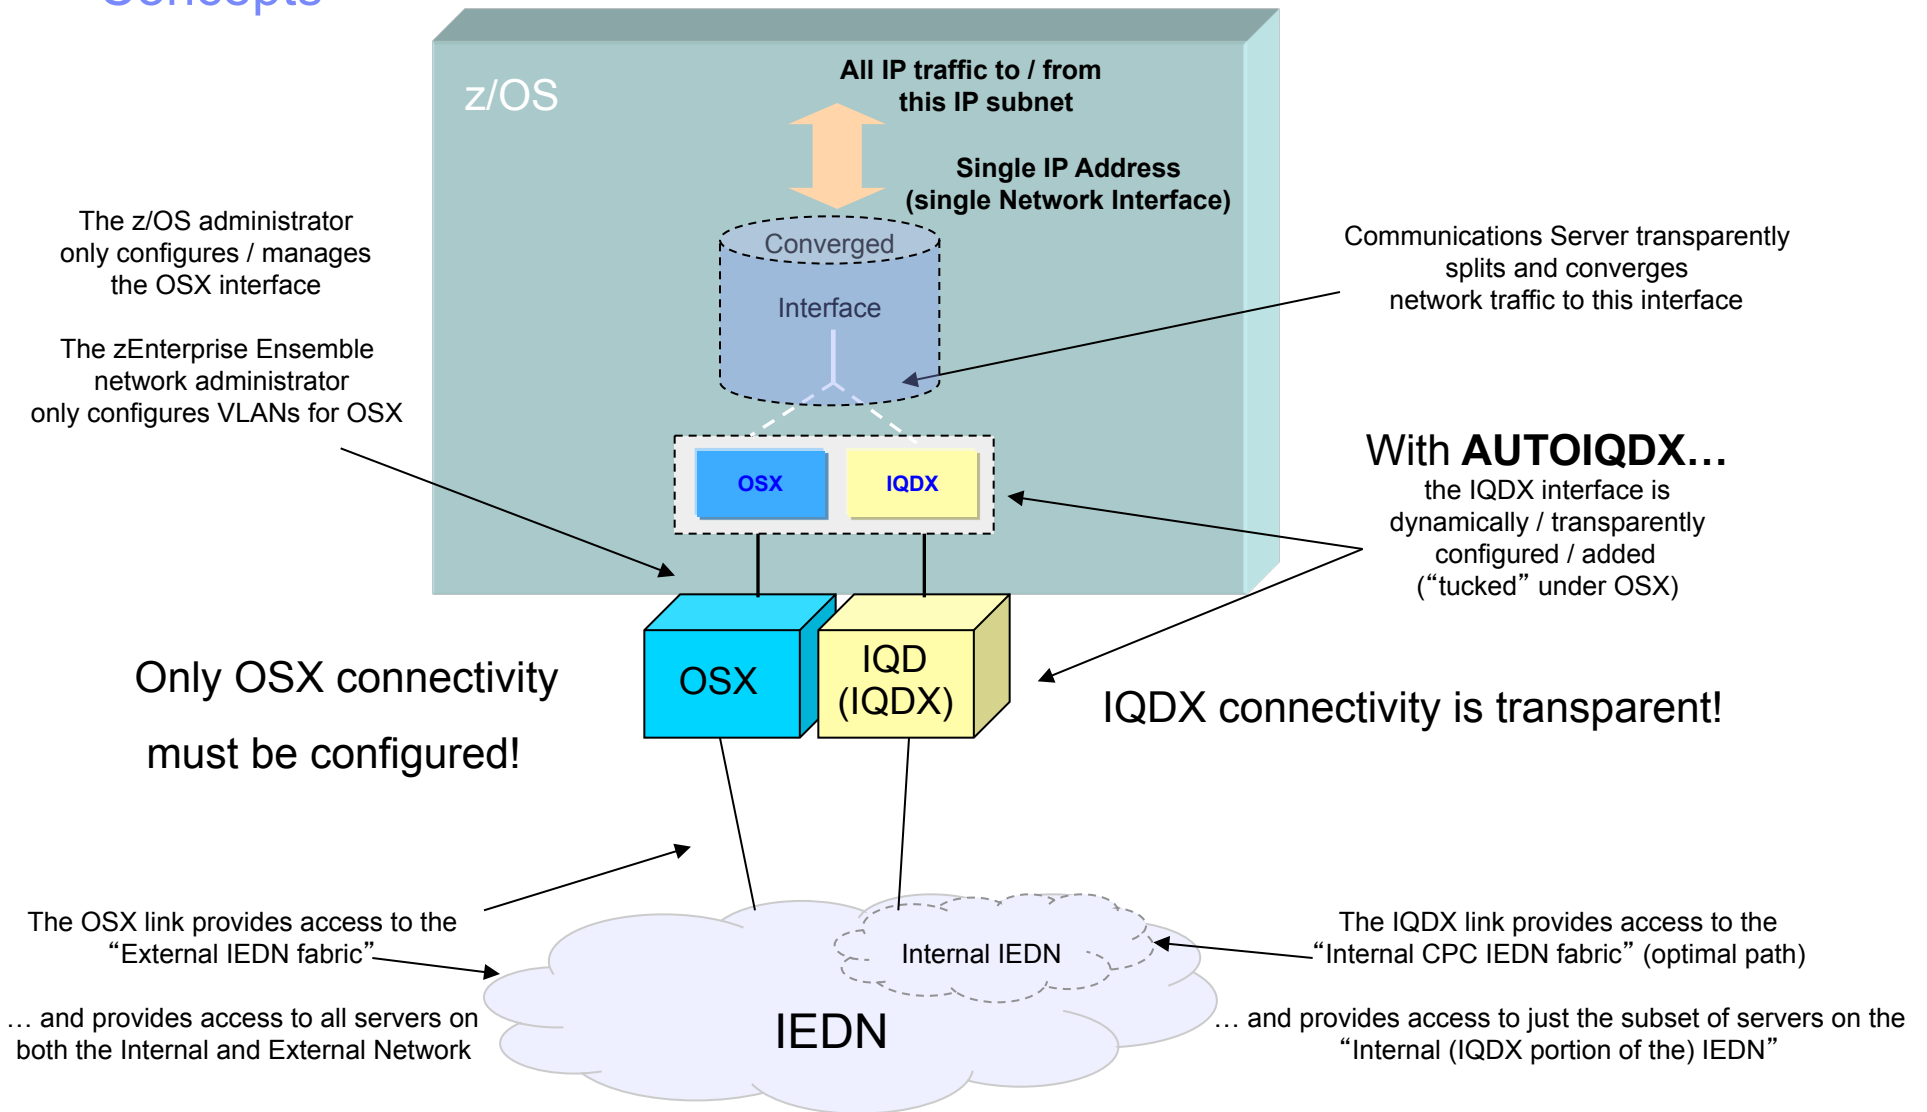 Concepts
z/OS
All IP traffic to / from
this IP subnet
Single IP Address
(single Network Interface)
Converged
Interface
The z/OS administrator
only configures / manages
the OSX interface
The zEnterprise Ensemble
network administrator
only configures VLANs for OSX
Communications Server transparently
splits and converges
network traffic to this interface
OSX
IQDX
With AUTOIQDX…
the IQDX interface is
dynamically / transparently
configured / added
(“tucked” under OSX)
OSX
IQD
(IQDX)
Only OSX connectivity
must be configured!
IQDX connectivity is transparent!
The OSX link provides access to the
“External IEDN fabric”
… and provides access to all servers on
both the Internal and External Network
Internal IEDN
IEDN
The IQDX link provides access to the
“Internal CPC IEDN fabric” (optimal path)
… and provides access to just the subset of servers on the
“Internal (IQDX portion of the) IEDN”